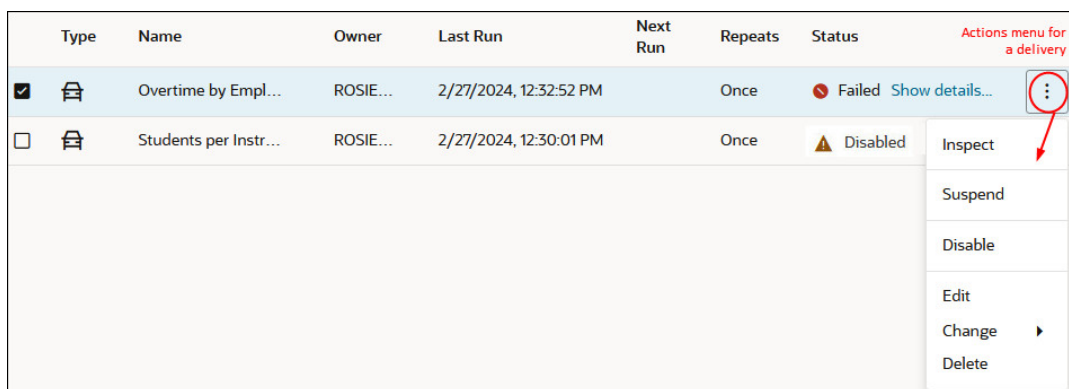 Type Name Owner Last Run Next Run Repeats Status Actions menu for a delivery
Overtime by Empl... ROSIE... 2/27/2024, 12:32:52 PM Once Failed Show details...
Students per Instr... ROSIE... 2/27/2024, 12:30:01 PM Once Disabled
Inspect
Suspend
Disable
Edit
Change
Delete